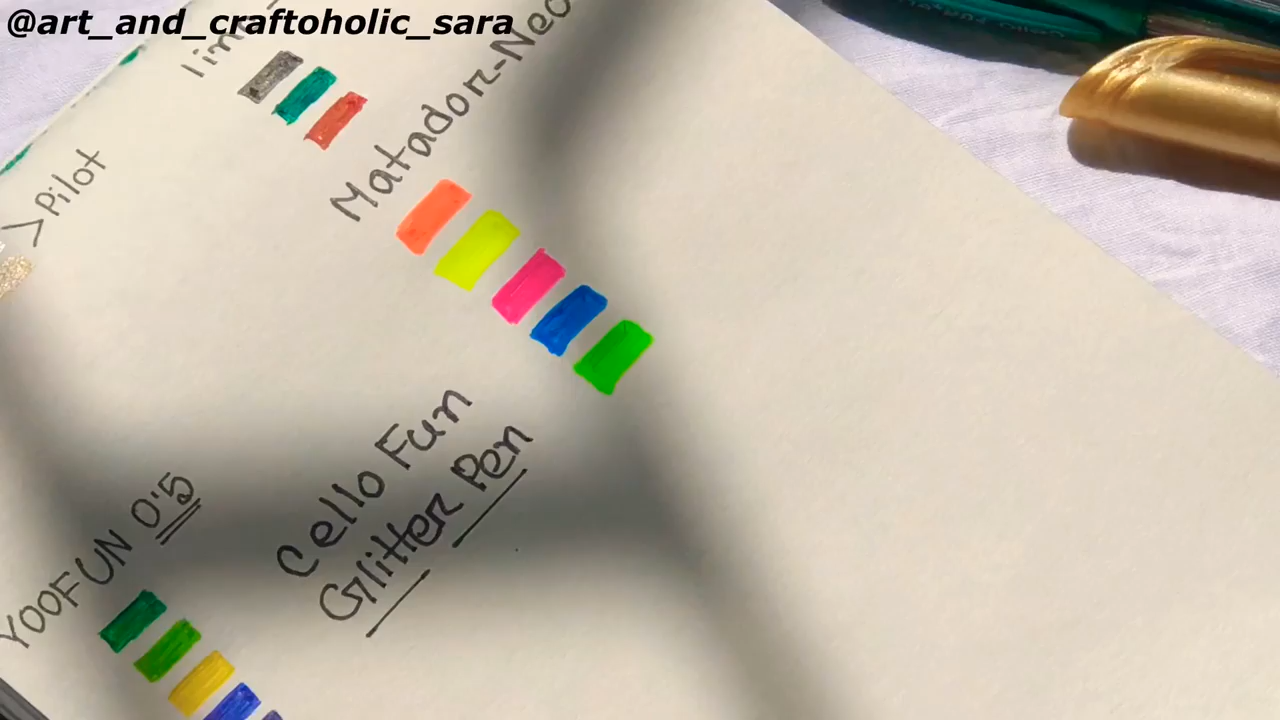 @art_and_craftoholic_sara
>Pilot
Matador-Neo
Cello Fun
Glitter Pen
YOOFUN 0.5